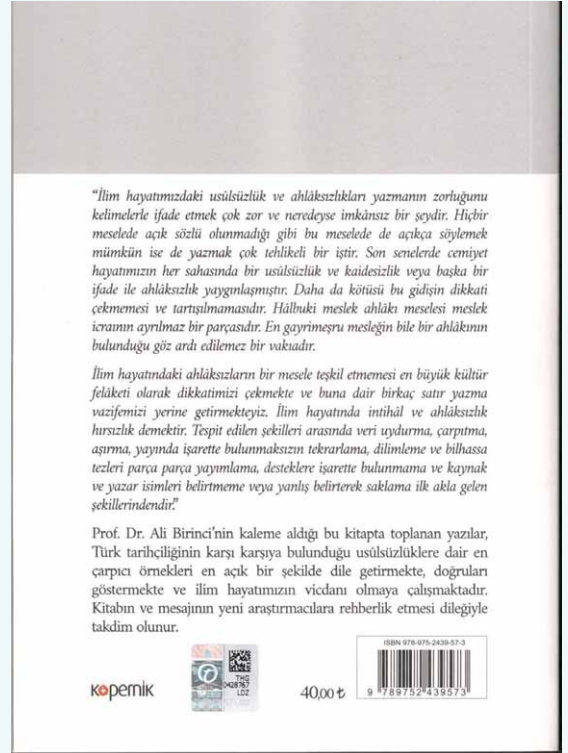 “İlim hayatımızdaki usûlsüzlük ve ahlâksızlıkları yazmanın zorluğunu
kelimelerle ifade etmek çok zor ve neredeyse imkânsız bir şeydir. Hiçbir
meselede açık sözlü olunmadığı gibi bu meselede de açıkça söylemek
mümkün ise de yazmak çok tehlikeli bir iştir. Son senelerde cemiyet
hayatımızın her sahasında bir usûlsüzlük ve kaidesizlik veya başka bir
ifade ile ahlâksızlık yaygınlaşmıştır. Daha da kötüsü bu gidişin dikkati
çekmemesi ve tartışılmamasıdır. Hâlbuki meslek ahlâkı meselesi meslek
icraının ayrılmaz bir parçasıdır. En gayrimeşru mesleğin bile bir ahlâkının
bulunduğu göz ardı edilemez bir vakıadır.
İlim hayatındaki ahlâksızların bir mesele teşkil etmemesi en büyük kültür
felâketi olarak dikkatimizi çekmekte ve buna dair birkaç satır yazma
vazifemizi yerine getirmekteyiz. İlim hayatında intihâl ve ahlâksızlık
hırsızlık demektir. Tespit edilen şekilleri arasında veri uydurma, çarpıtma,
aşırma, yayında işarette bulunmaksızın tekrarlama, dilimleme ve bilhassa
tezleri parça parça yayımlama, desteklere işarette bulunmama ve kaynak
ve yazar isimleri belirtmeme veya yanlış belirterek saklama ilk akla gelen
şekillerindendir.”
Prof. Dr. Ali Birinci’nin kaleme aldığı bu kitapta toplanan yazılar,
Türk tarihçiliğinin karşı karşıya bulunduğu usûlsüzlüklere dair en
çarpıcı örnekleri en açık bir şekilde dile getirmekte, doğruları
göstermekte ve ilim hayatımızın vicdanı olmaya çalışmaktadır.
Kitabın ve mesajının yeni araştırmacılara rehberlik etmesi dileğiyle
takdim olunur.
ISBN 978-975-2439-57-3
THG
0428767
LDZ
kopernik
40,00 ₺
9 789752 439573